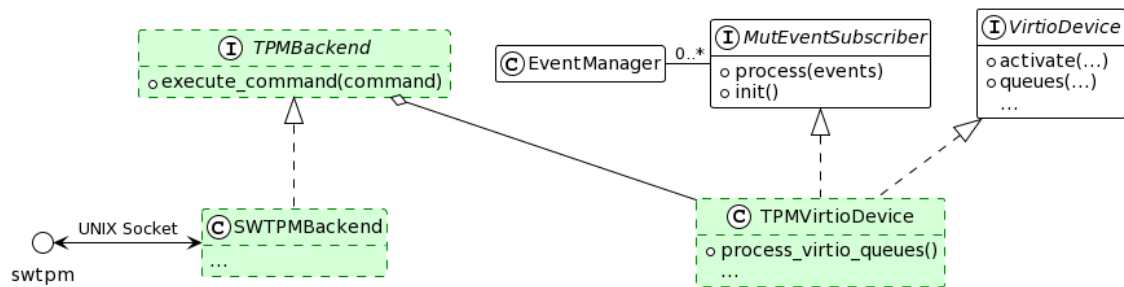 I TPMBackend
execute_command(command)
C EventManager
0..*
I MutEventSubscriber
process(events)
init()
I VirtioDevice
activate(...)
queues(...)
...
swtpm
UNIX Socket
C SWTPMBackend
...
C TPMVirtioDevice
process_virtio_queues()
...